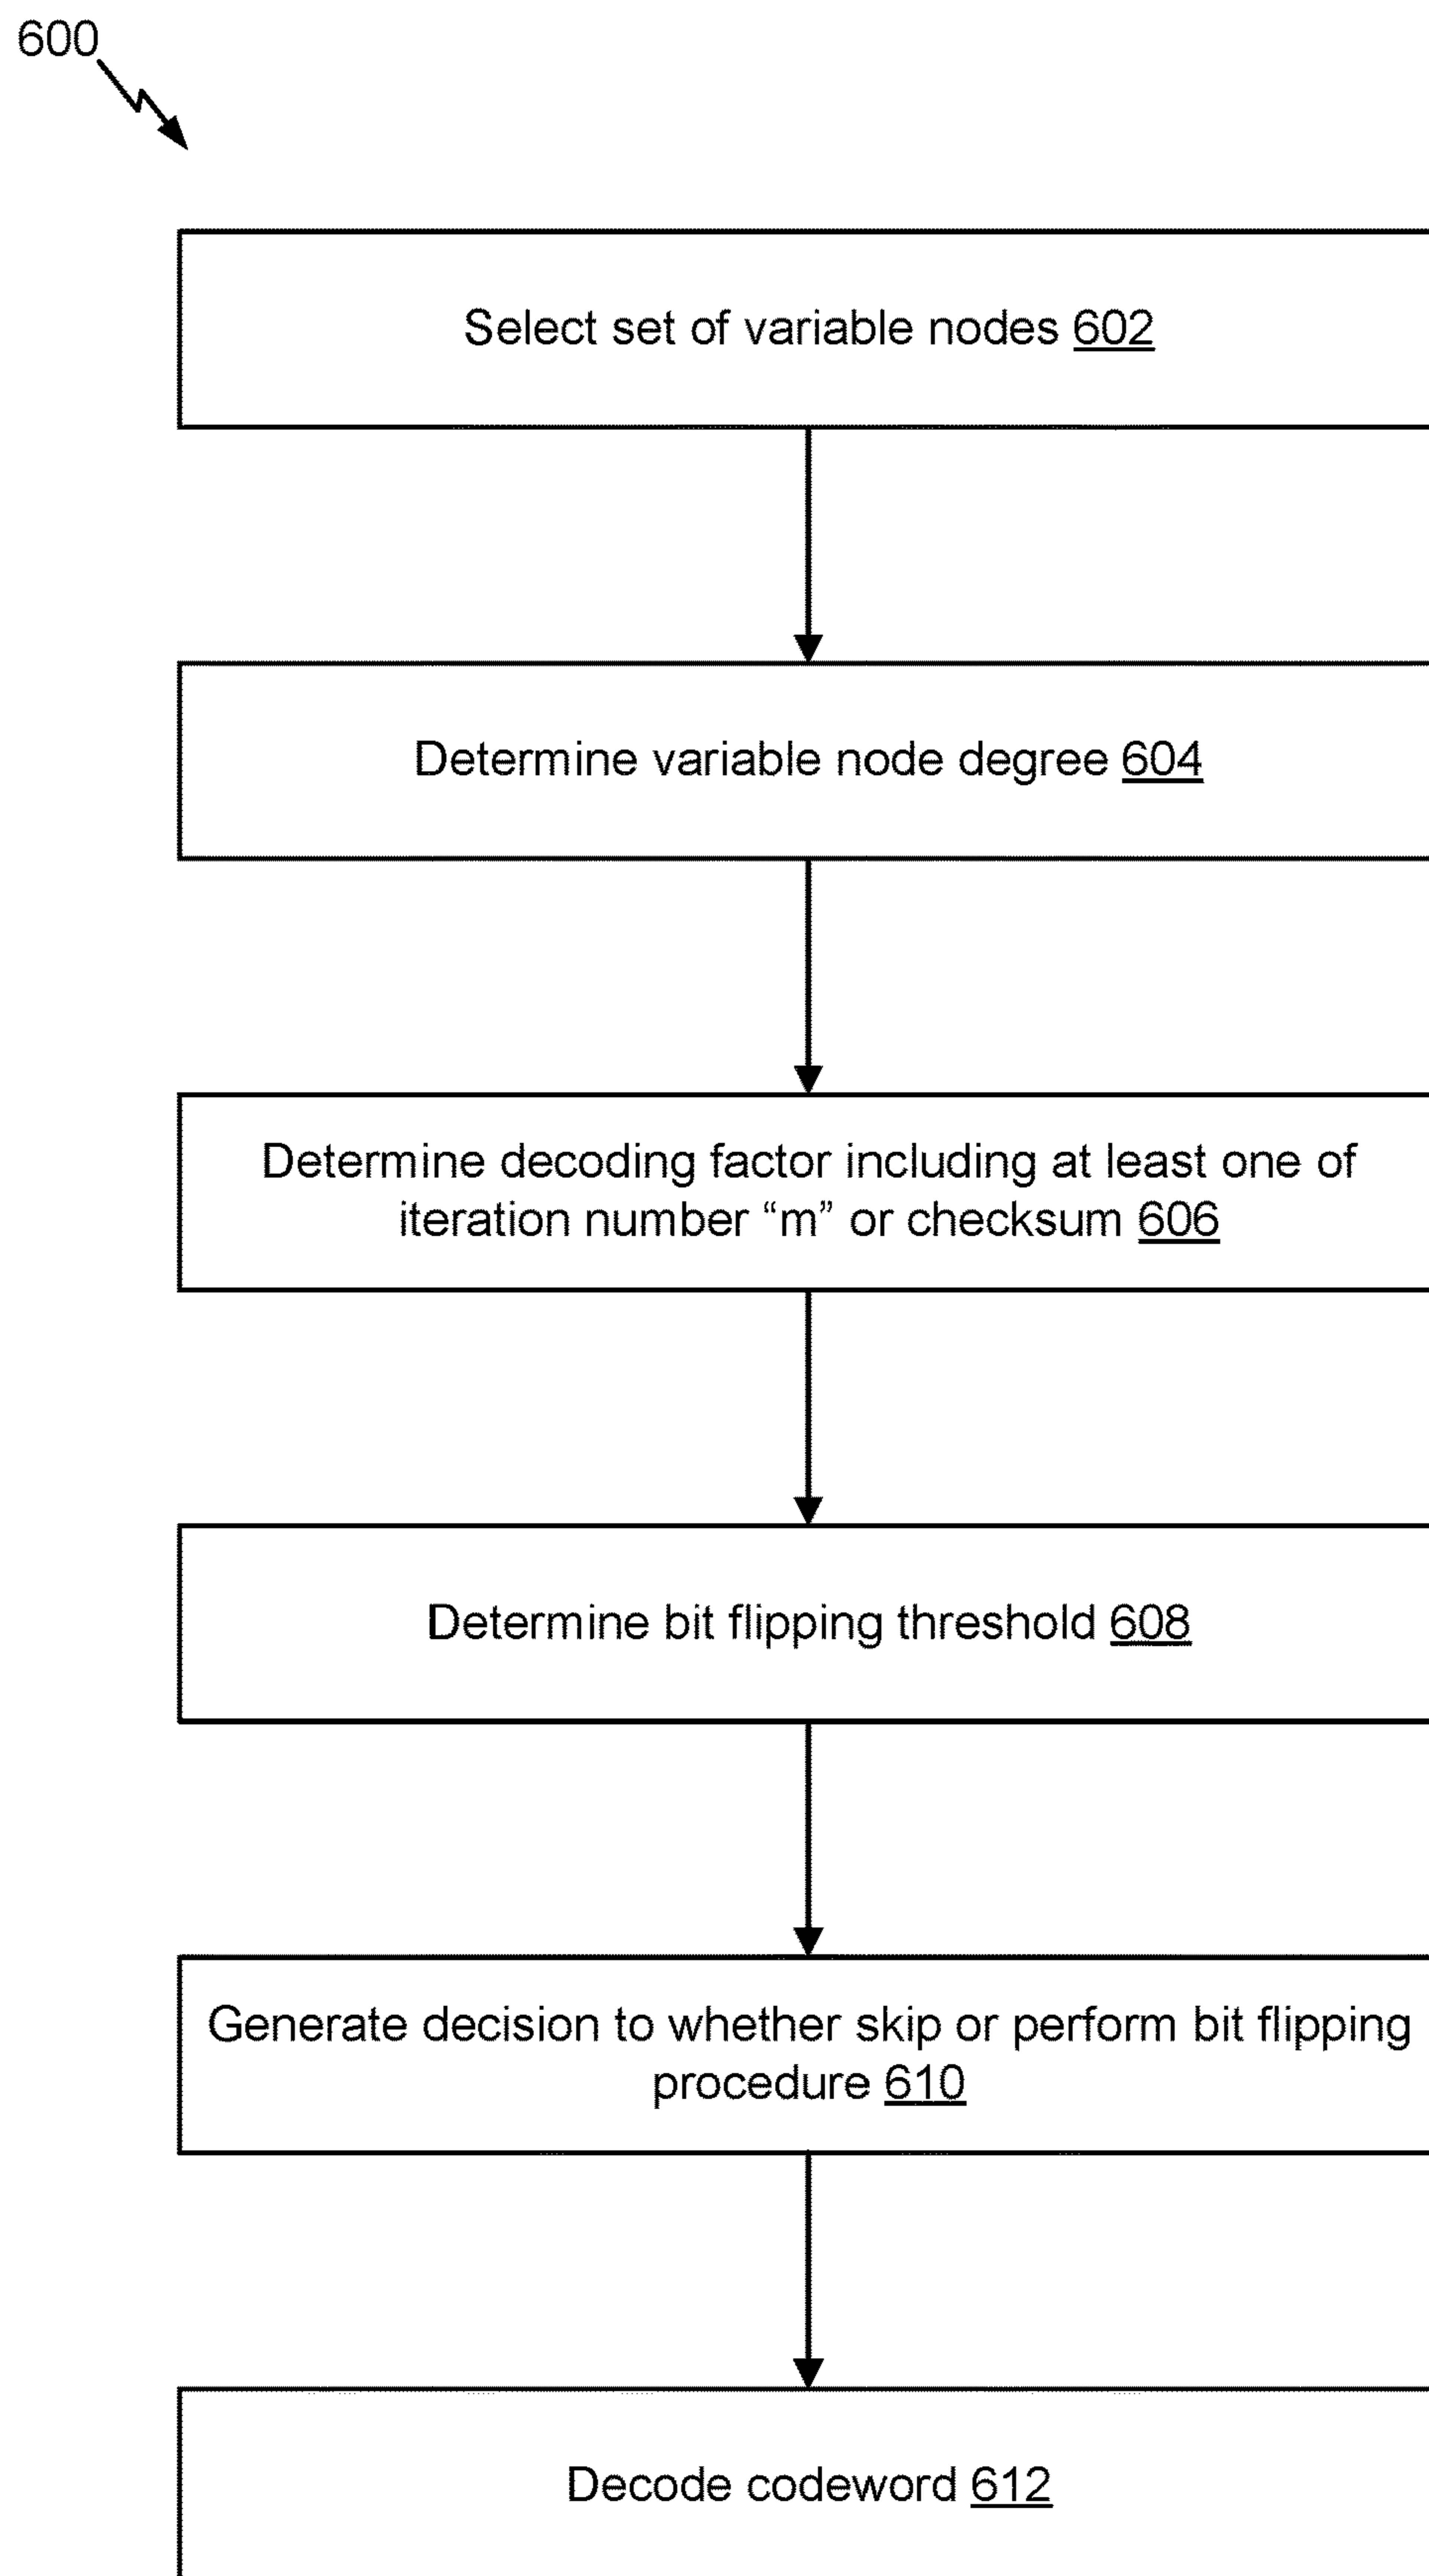 600
Select set of variable nodes 602
Determine variable node degree 604
Determine decoding factor including at least one of
iteration number “m” or checksum 606
Determine bit flipping threshold 608
Generate decision to whether skip or perform bit flipping
procedure 610
Decode codeword 612